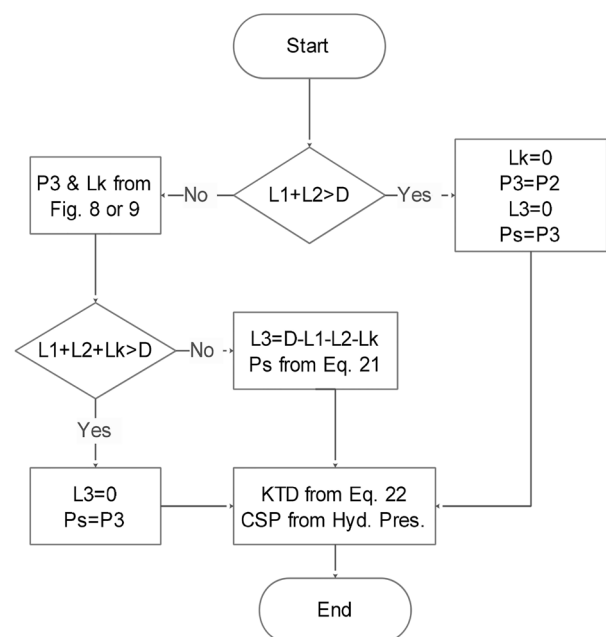 Start
L1+L2>D
No
Yes
P3 & Lk from
Fig. 8 or 9
Lk=0
P3=P2
L3=0
Ps=P3
L1+L2+Lk>D
No
L3=D-L1-L2-Lk
Ps from Eq. 21
Yes
L3=0
Ps=P3
KTD from Eq. 22
CSP from Hyd. Pres.
End